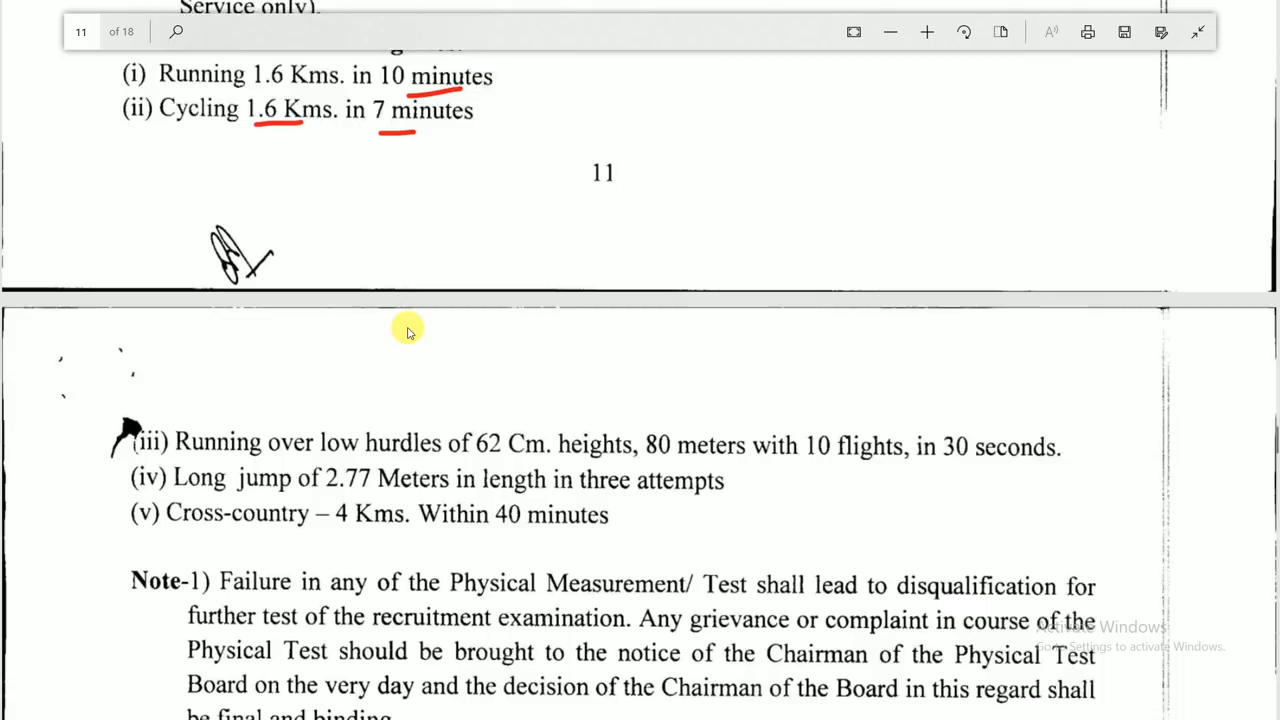 Service only).
11 of 18
(i) Running 1.6 Kms. in 10 minutes
(ii) Cycling 1.6 Kms. in 7 minutes
11
(iii) Running over low hurdles of 62 Cm. heights, 80 meters with 10 flights, in 30 seconds.
(iv) Long jump of 2.77 Meters in length in three attempts
(v) Cross-country – 4 Kms. Within 40 minutes
Note-1) Failure in any of the Physical Measurement/ Test shall lead to disqualification for
further test of the recruitment examination. Any grievance or complaint in course of the
Activate Windows
Go to Settings to activate Windows.
Physical Test should be brought to the notice of the Chairman of the Physical Test
Board on the very day and the decision of the Chairman of the Board in this regard shall
be final and binding